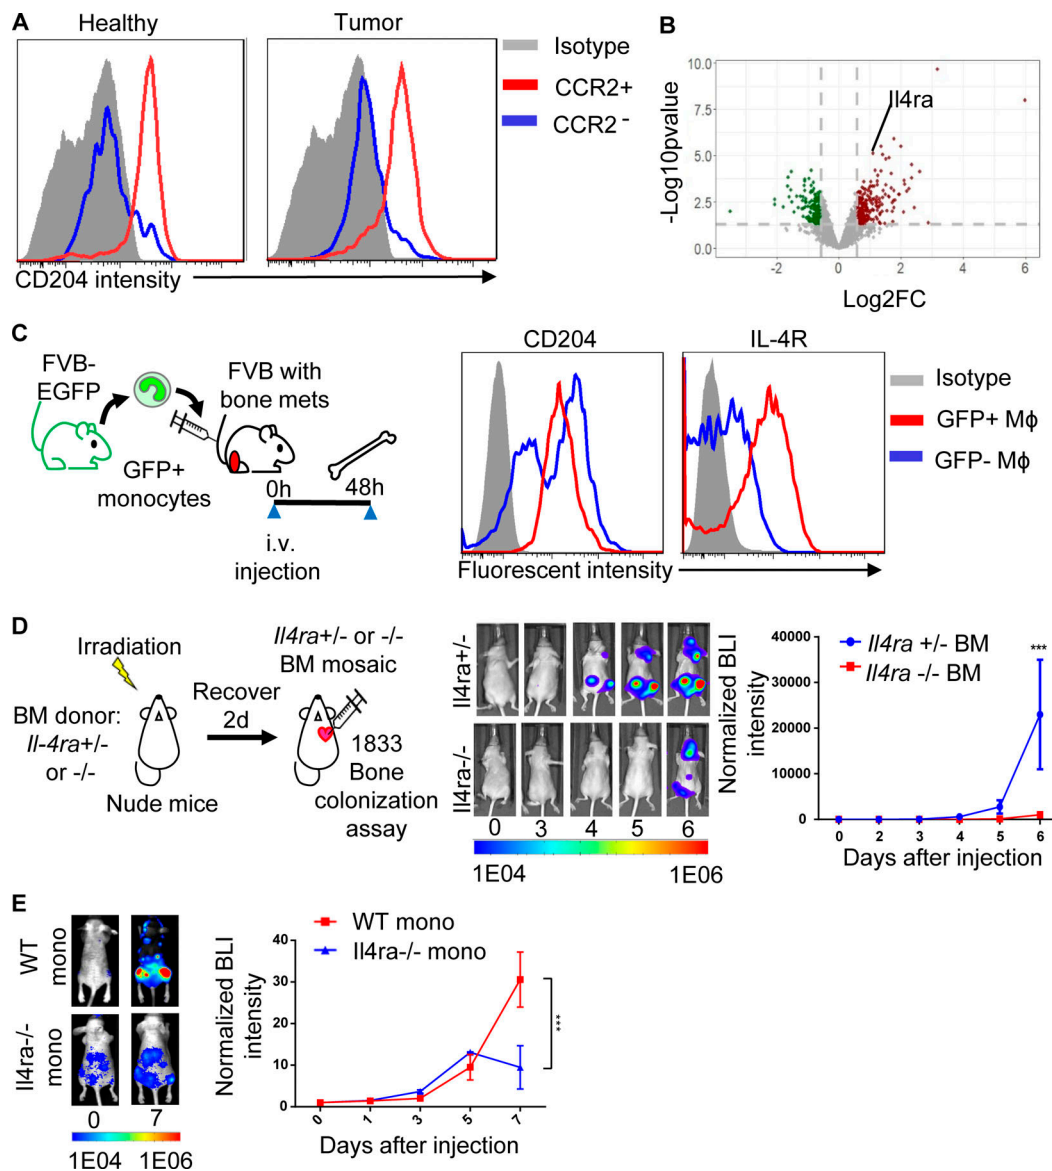 A
Healthy
Tumor
Isotype
CCR2+
CCR2-
CD204 intensity
B
-Log10pvalue
10.0
7.5
5.0
2.5
0.0
Il4ra
-2
0
2
4
6
Log2FC
C
FVB-
EGFP
FVB with
bone mets
GFP+
monocytes
0h
48h
i.v.
injection
CD204
IL-4R
Isotype
GFP+ Mϕ
GFP- Mϕ
Fluorescent intensity
D
Irradiation
BM donor:
Il-4ra+/-
or -/-
Nude mice
Recover
2d
Il4ra+/- or -/-
BM mosaic
1833
Bone
colonization
assay
Il4ra+/-
Il4ra-/-
0
3
4
5
6
1E04
1E06
Normalized BLI
intensity
40000
30000
20000
10000
0
Il4ra +/- BM
Il4ra -/- BM
***
0
2
3
4
5
6
Days after injection
E
WT
mono
Il4ra-/-
mono
0
7
1E04
1E06
Normalized BLI
intensity
40
30
20
10
0
WT mono
Il4ra-/- mono
***
0
1
3
5
7
Days after injection